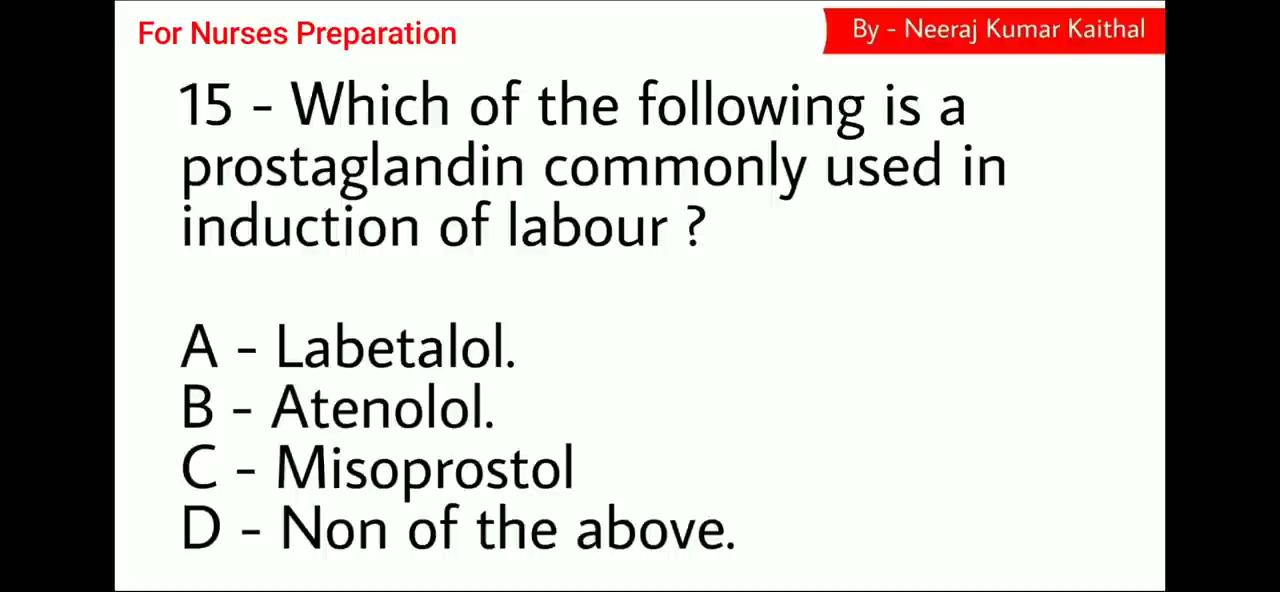 For Nurses Preparation
By - Neeraj Kumar Kaithal
15 - Which of the following is a
prostaglandin commonly used in
induction of labour ?
A - Labetalol.
B - Atenolol.
C - Misoprostol
D - Non of the above.